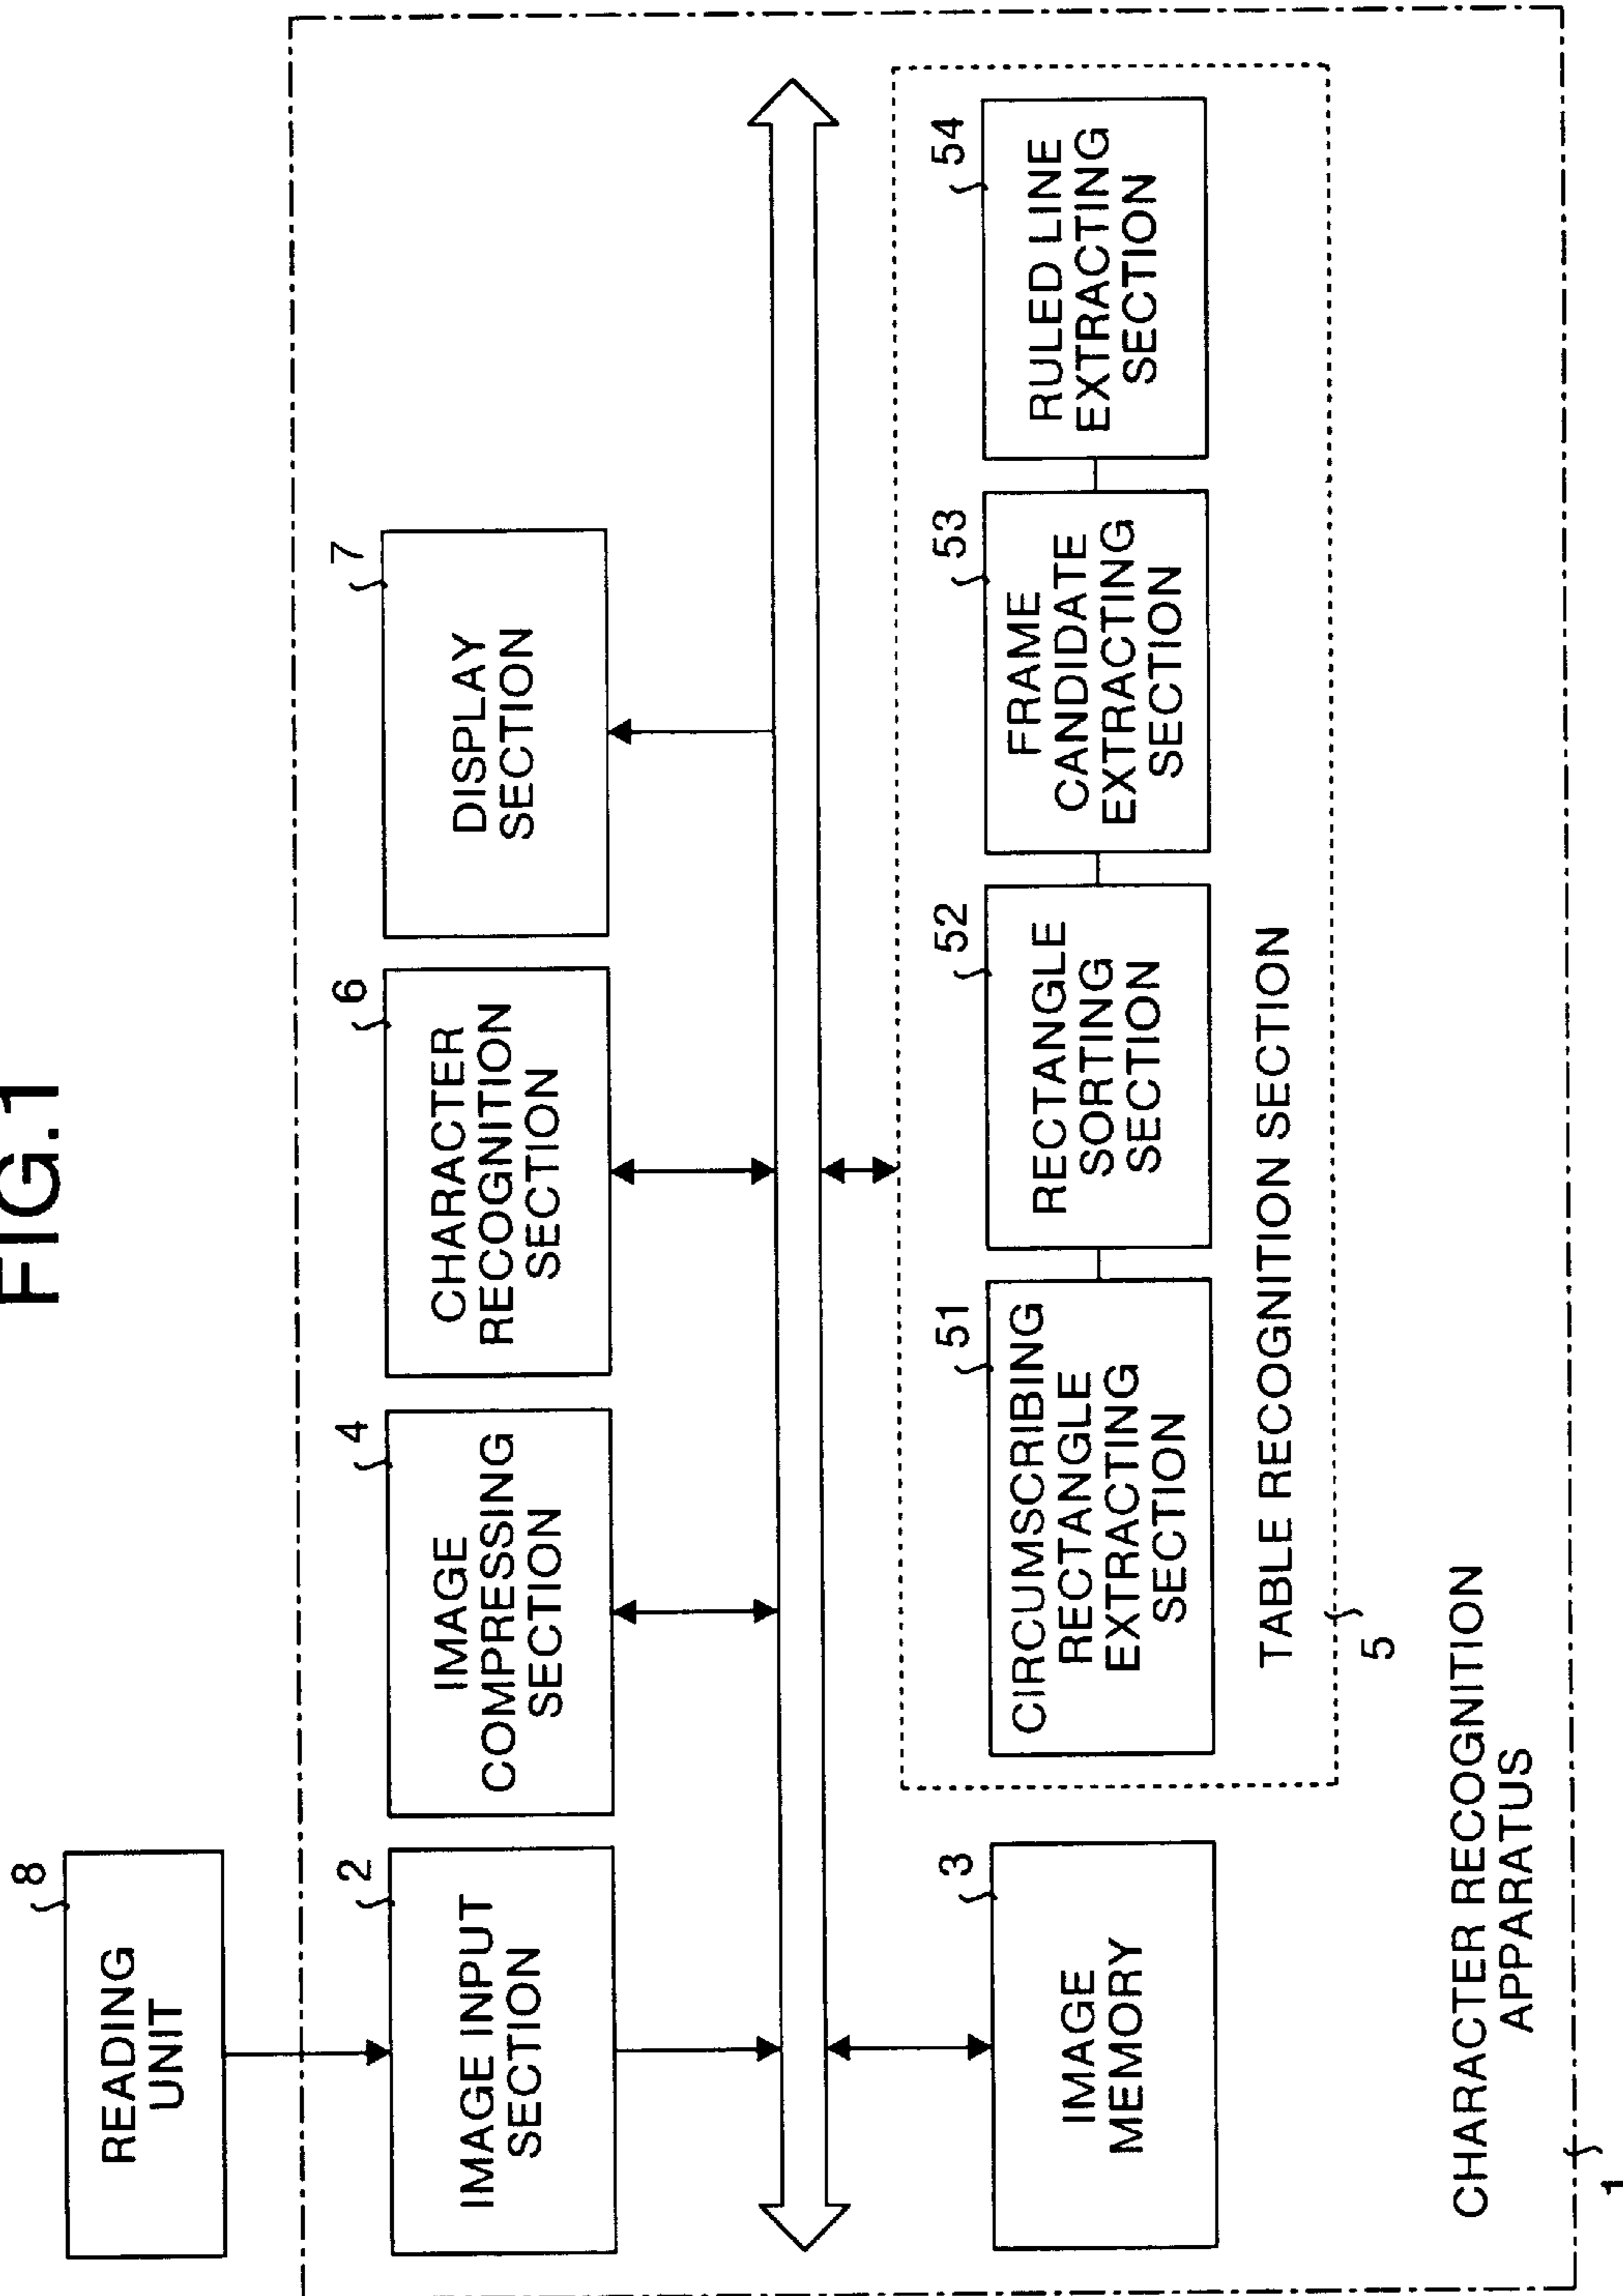 FIG.1
8
READING
UNIT
2
IMAGE INPUT
SECTION
4
IMAGE
COMPRESSING
SECTION
6
CHARACTER
RECOGNITION
SECTION
7
DISPLAY
SECTION
3
IMAGE
MEMORY
51
CIRCUMSCRIBING
RECTANGLE
EXTRACTING
SECTION
52
RECTANGLE
SORTING
SECTION
53
FRAME
CANDIDATE
EXTRACTING
SECTION
54
RULED LINE
EXTRACTING
SECTION
TABLE RECOGNITION SECTION
5
CHARACTER RECOGNITION
APPARATUS
1